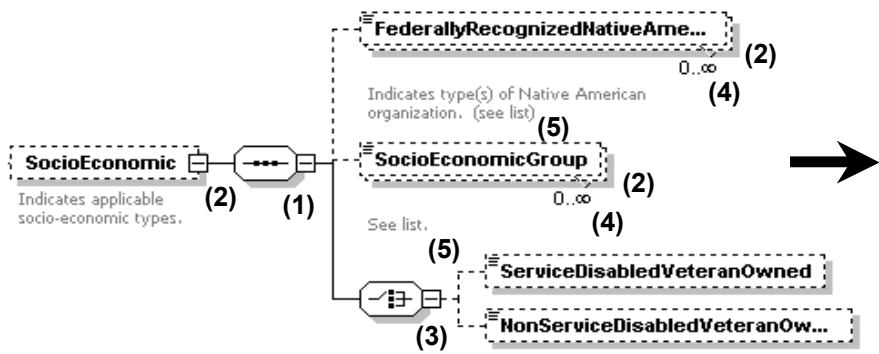 FederallyRecognizedNativeAme...
(2)
0..∞
(4)
Indicates type(s) of Native American
organization. (see list)
(5)
SocioEconomic
(2)
(1)
Indicates applicable
socio-economic types.
SocioEconomicGroup
(2)
0..∞
(4)
See list.
(5)
ServiceDisabledVeteranOwned
(3)
NonServiceDisabledVeteranOw...